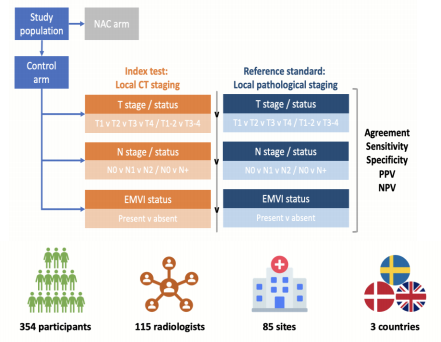 Study population
NAC arm
Control arm
Index test:
Local CT staging
Reference standard:
Local pathological staging
T stage / status
T1 v T2 v T3 v T4 / T1-2 v T3-4
v
T stage / status
T1 v T2 v T3 v T4 / T1-2 v T3-4
N stage / status
N0 v N1 v N2 / N0 v N+
v
N stage / status
N0 v N1 v N2 / N0 v N+
EMVI status
Present v absent
v
EMVI status
Present v absent
Agreement
Sensitivity
Specificity
PPV
NPV
354 participants
115 radiologists
85 sites
3 countries